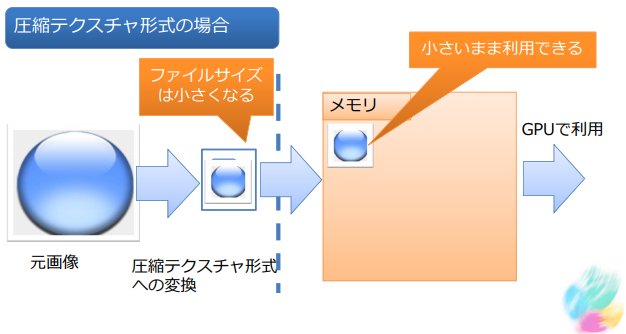 圧縮テクスチャ形式の場合
ファイルサイズ
は小さくなる
小さいまま利用できる
メモリ
GPUで利用
元画像
圧縮テクスチャ形式
への変換